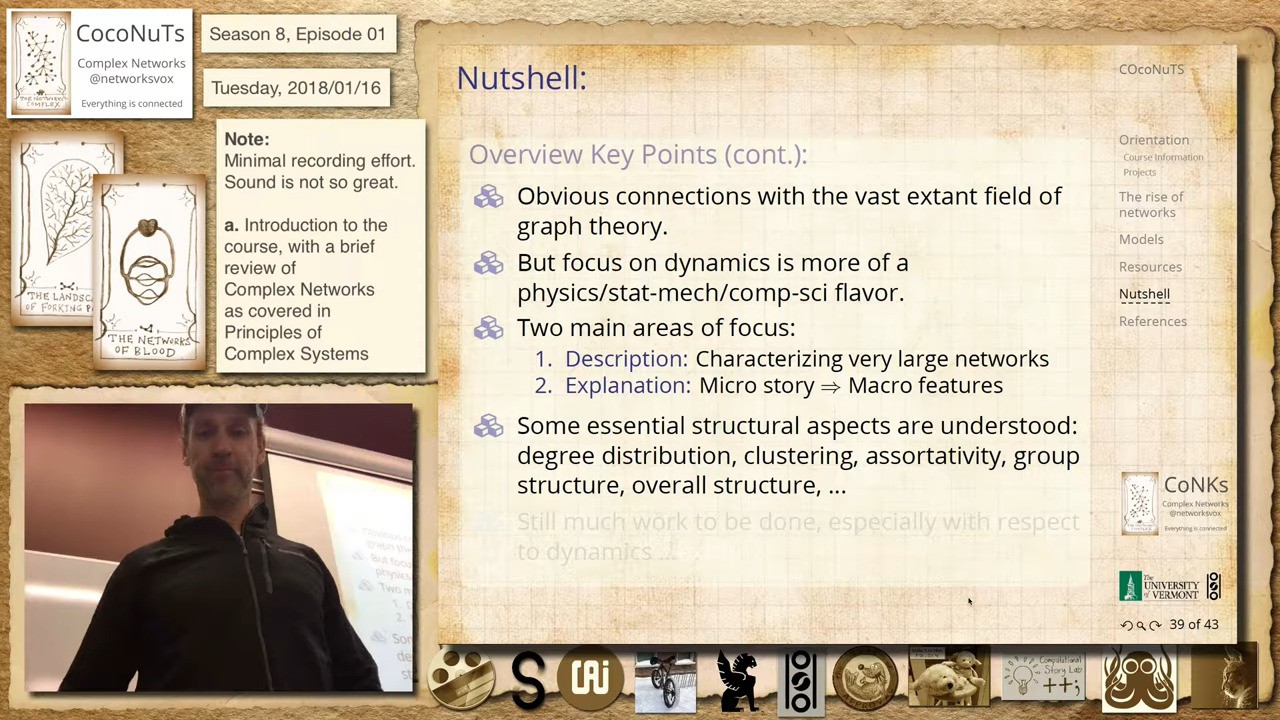 CocoNuTs
Complex Networks
@networksvox
Everything is connected
THE NETWORKS
COMPLEX
Season 8, Episode 01
Tuesday, 2018/01/16
Note:
Minimal recording effort.
Sound is not so great.
a. Introduction to the
course, with a brief
review of
Complex Networks
as covered in
Principles of
Complex Systems
THE NETWORKS
OF BLOOD
Nutshell:
Overview Key Points (cont.):
Obvious connections with the vast extant field of
graph theory.
But focus on dynamics is more of a
physics/stat-mech/comp-sci flavor.
Two main areas of focus:
1. Description: Characterizing very large networks
2. Explanation: Micro story ⇒ Macro features
Some essential structural aspects are understood:
degree distribution, clustering, assortativity, group
structure, overall structure, ...
Still much work to be done, especially with respect
to dynamics ...
COcoNuTS
Orientation
Course Information
Projects
The rise of
networks
Models
Resources
Nutshell
References
CoNKs
Complex Networks
@networksvox
Everything is connected
The
UNIVERSITY
of VERMONT
39 of 43
S
Computational
Story Lab
++;